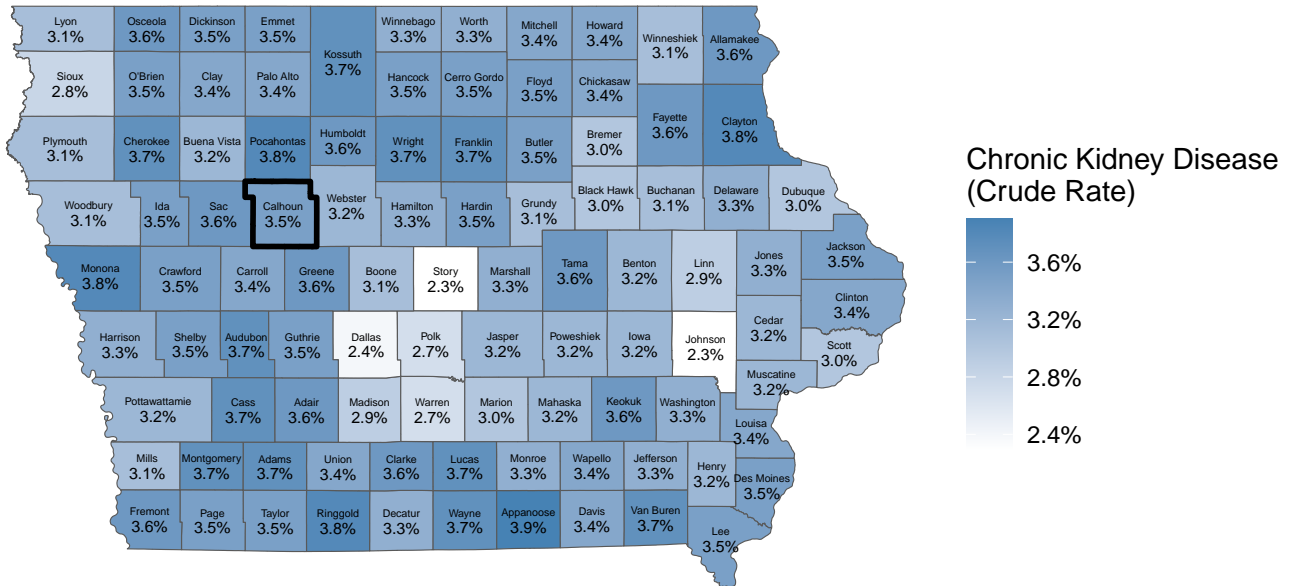 Lyon
3.1%
Osceola
3.6%
Dickinson
3.5%
Emmet
3.5%
Kossuth
3.7%
Winnebago
3.3%
Worth
3.3%
Mitchell
3.4%
Howard
3.4%
Winneshiek
3.1%
Allamakee
3.6%
Sioux
2.8%
O'Brien
3.5%
Clay
3.4%
Palo Alto
3.4%
Hancock
3.5%
Cerro Gordo
3.5%
Floyd
3.5%
Chickasaw
3.4%
Fayette
3.6%
Clayton
3.8%
Plymouth
3.1%
Cherokee
3.7%
Buena Vista
3.2%
Pocahontas
3.8%
Humboldt
3.6%
Wright
3.7%
Franklin
3.7%
Butler
3.5%
Bremer
3.0%
Woodbury
3.1%
Ida
3.5%
Sac
3.6%
Calhoun
3.5%
Webster
3.2%
Hamilton
3.3%
Hardin
3.5%
Grundy
3.1%
Black Hawk
3.0%
Buchanan
3.1%
Delaware
3.3%
Dubuque
3.0%
Monona
3.8%
Crawford
3.5%
Carroll
3.4%
Greene
3.6%
Boone
3.1%
Story
2.3%
Marshall
3.3%
Tama
3.6%
Benton
3.2%
Linn
2.9%
Jones
3.3%
Jackson
3.5%
Clinton
3.4%
Harrison
3.3%
Shelby
3.5%
Audubon
3.7%
Guthrie
3.5%
Dallas
2.4%
Polk
2.7%
Jasper
3.2%
Poweshiek
3.2%
Iowa
3.2%
Johnson
2.3%
Cedar
3.2%
Scott
3.0%
Muscatine
3.2%
Pottawattamie
3.2%
Cass
3.7%
Adair
3.6%
Madison
2.9%
Warren
2.7%
Marion
3.0%
Mahaska
3.2%
Keokuk
3.6%
Washington
3.3%
Louisa
3.4%
Mills
3.1%
Montgomery
3.7%
Adams
3.7%
Union
3.4%
Clarke
3.6%
Lucas
3.7%
Monroe
3.3%
Wapello
3.4%
Jefferson
3.3%
Henry
3.2%
Des Moines
3.5%
Fremont
3.6%
Page
3.5%
Taylor
3.5%
Ringgold
3.8%
Decatur
3.3%
Wayne
3.7%
Appanoose
3.9%
Davis
3.4%
Van Buren
3.7%
Lee
3.5%
Chronic Kidney Disease
(Crude Rate)
3.6%
3.2%
2.8%
2.4%